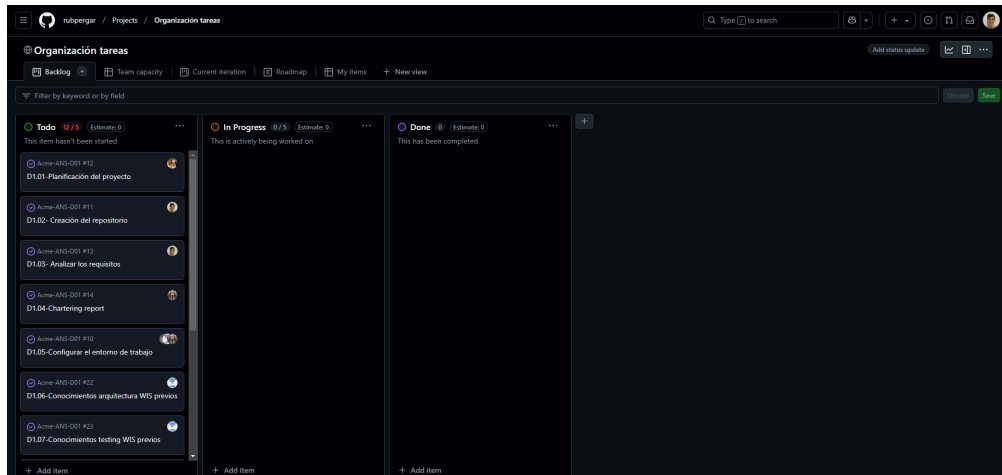 rubpergar / Projects / Organización tareas
Type / to search
Organización tareas
Add status update
Backlog
Team capacity
Current iteration
Roadmap
My items
+ New view
Filter by keyword or by field
Discard
Save
Todo 12 / 5 Estimate: 0
This item hasn't been started
Acme-ANS-D01 #12
D1.01-Planificación del proyecto
Acme-ANS-D01 #11
D1.02- Creación del repositorio
Acme-ANS-D01 #13
D1.03- Analizar los requisitos
Acme-ANS-D01 #14
D1.04-Chartering report
Acme-ANS-D01 #10
D1.05-Configurar el entorno de trabajo
Acme-ANS-D01 #22
D1.06-Conocimientos arquitectura WIS previos
Acme-ANS-D01 #23
D1.07-Conocimientos testing WIS previos
+ Add item
In Progress 0 / 5 Estimate: 0
This is actively being worked on
+ Add item
Done 0 Estimate: 0
This has been completed
+ Add item